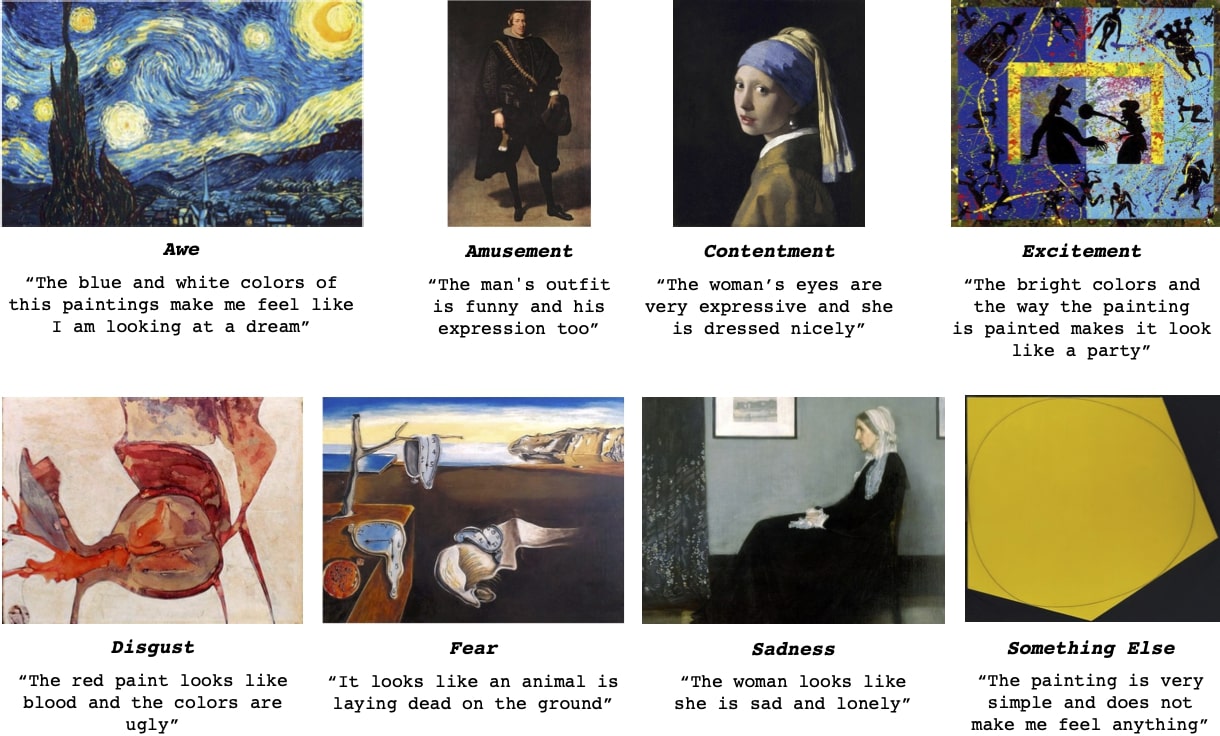 Awe
“The blue and white colors of
this paintings make me feel like
I am looking at a dream”
Amusement
“The man's outfit
is funny and his
expression too”
Contentment
“The woman’s eyes are
very expressive and she
is dressed nicely”
Excitement
“The bright colors and
the way the painting
is painted makes it look
like a party”
Disgust
“The red paint looks like
blood and the colors are
ugly”
Fear
“It looks like an animal is
laying dead on the ground”
Sadness
“The woman looks like
she is sad and lonely”
Something Else
“The painting is very
simple and does not
make me feel anything”